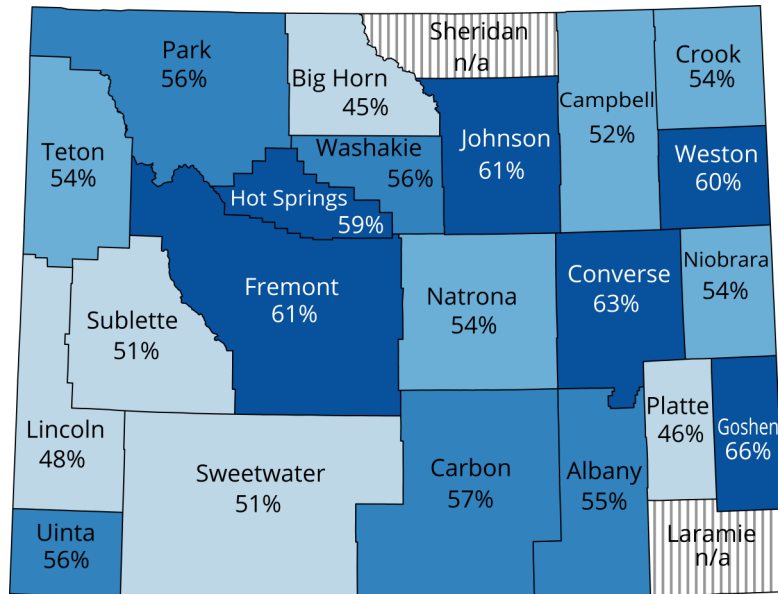 Sheridan
n/a
Park
56%
Crook
54%
Big Horn
45%
Campbell
52%
Johnson
61%
Washakie
56%
Teton
54%
Weston
60%
Hot Springs
59%
Fremont
61%
Converse
63%
Niobrara
54%
Natrona
54%
Sublette
51%
Platte
46%
Goshen
66%
Lincoln
48%
Sweetwater
51%
Carbon
57%
Albany
55%
Uinta
56%
Laramie
n/a